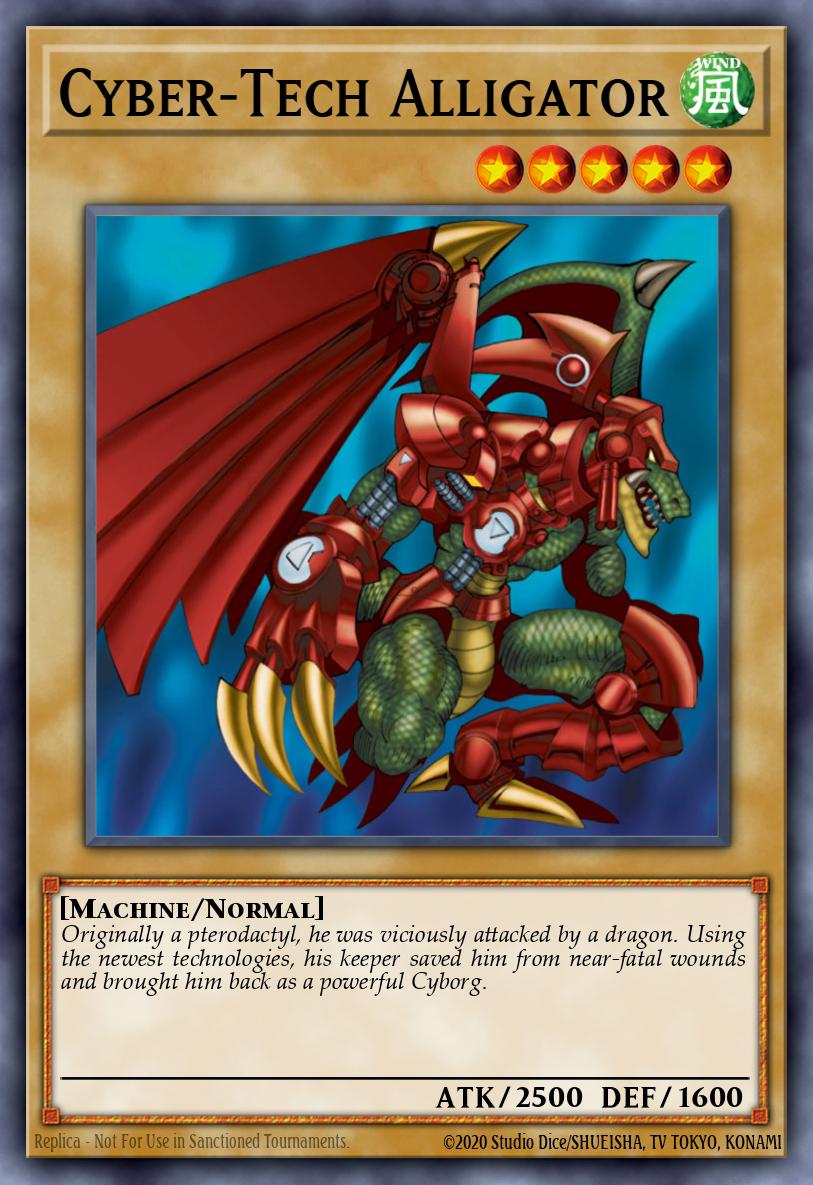 CYBER-TECH ALLIGATOR
WIND
風
[MACHINE/NORMAL]
Originally a pterodactyl, he was viciously attacked by a dragon. Using
the newest technologies, his keeper saved him from near-fatal wounds
and brought him back as a powerful Cyborg.
ATK/2500 DEF/1600
Replica - Not For Use in Sanctioned Tournaments.
©2020 Studio Dice/SHUEISHA, TV TOKYO, KONAMI